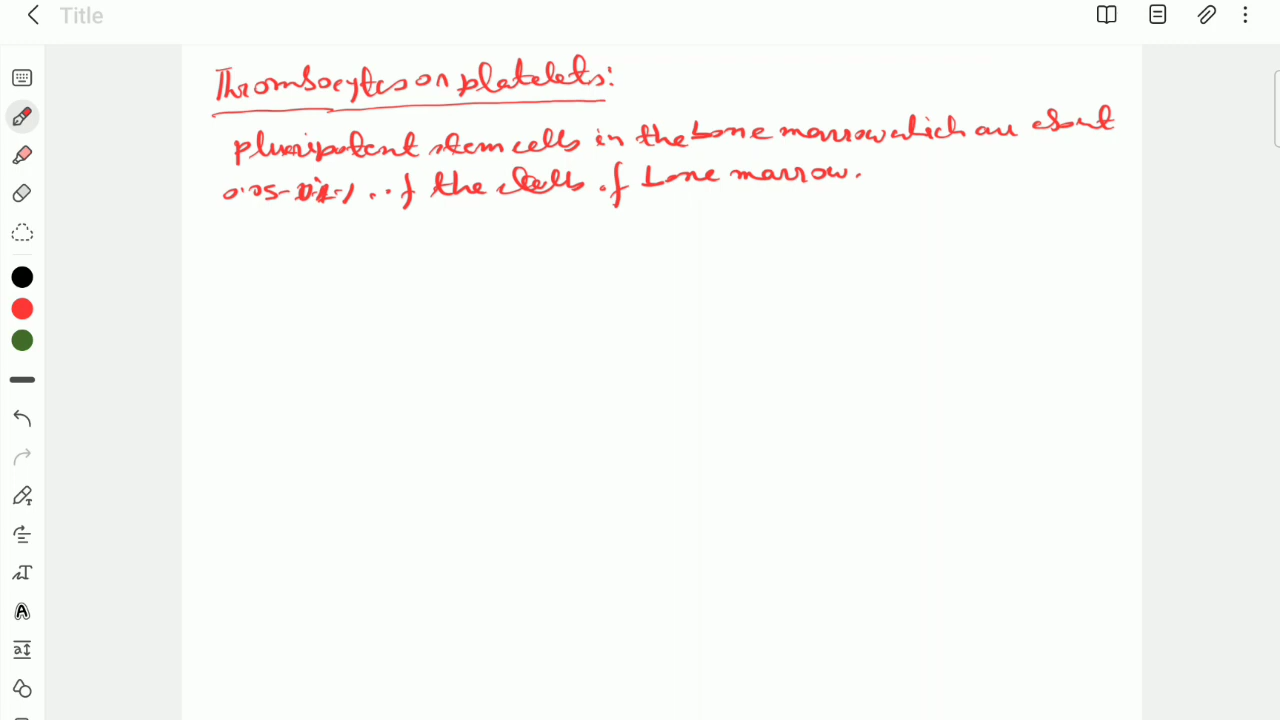 Title
Thrombocytes or platelets:
pluripotent stem cells in the bone marrow which are about
0.05- of the cells of bone marrow.